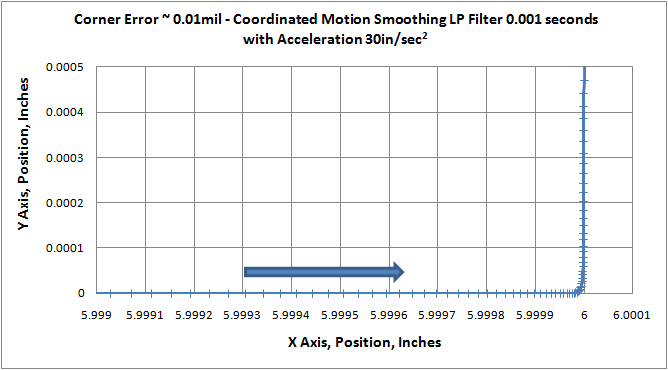 Corner Error ~ 0.01mil - Coordinated Motion Smoothing LP Filter 0.001 seconds
with Acceleration 30in/sec²
Y Axis, Position, Inches
0.0005
0.0004
0.0003
0.0002
0.0001
0
5.999 5.9991 5.9992 5.9993 5.9994 5.9995 5.9996 5.9997 5.9998 5.9999 6 6.0001
X Axis, Position, Inches